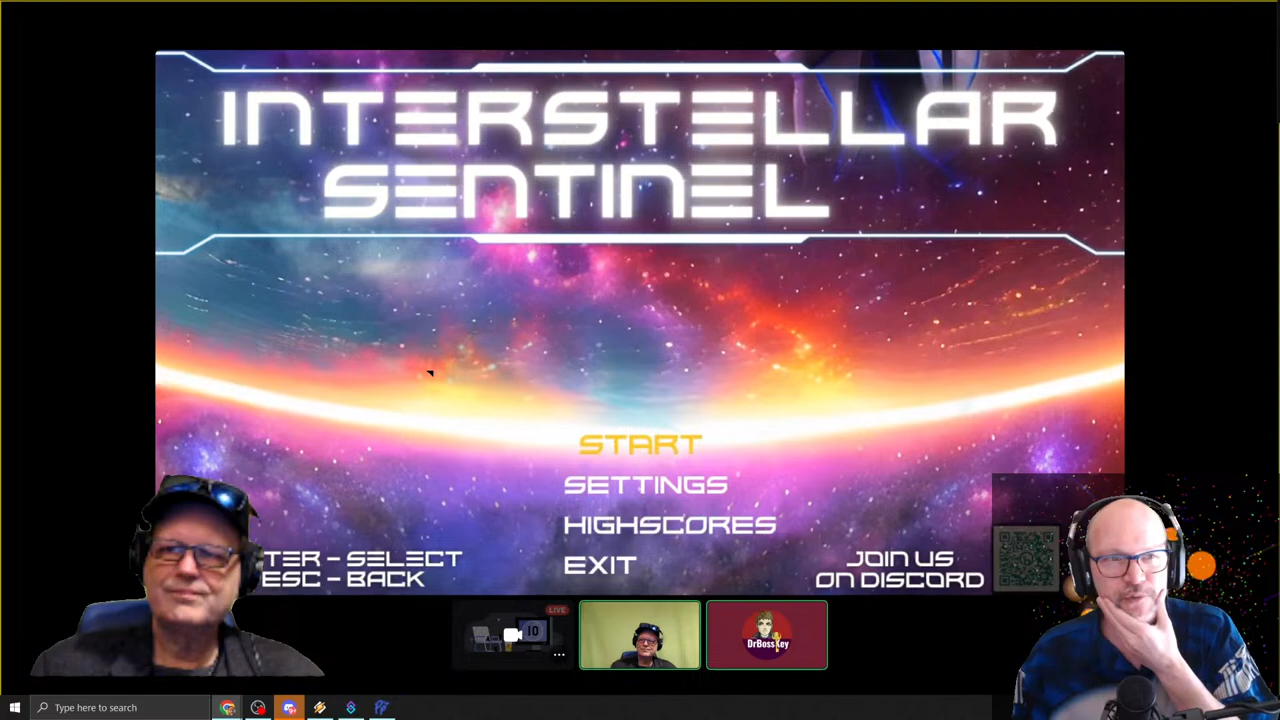 INTERSTELLAR
SENTINEL
START
SETTINGS
HIGHSCORES
EXIT
TER - SELECT
ESC - BACK
JOIN US
ON DISCORD
LIVE
10
DrBossKey
Type here to search